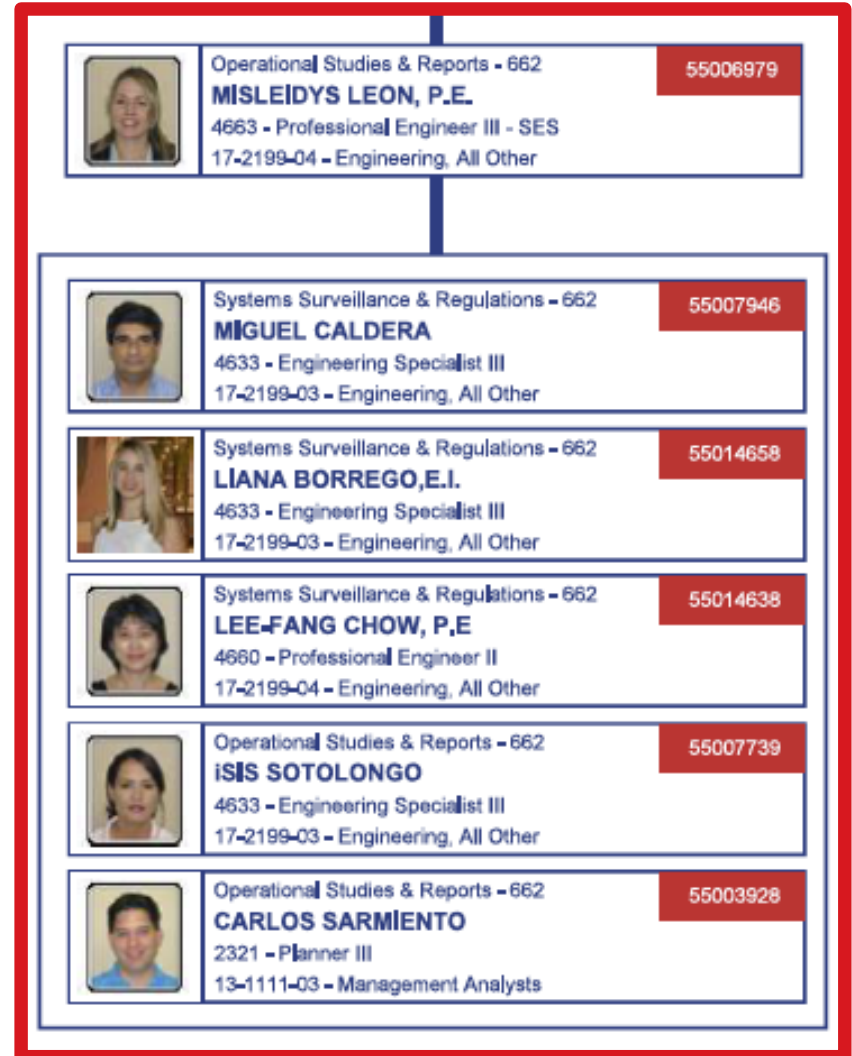 Operational Studies & Reports - 662
55006979
MISLEIDYS LEON, P.E.
4663 - Professional Engineer III - SES
17-2199-04 - Engineering, All Other
Systems Surveillance & Regulations - 662
55007946
MIGUEL CALDERA
4633 - Engineering Specialist III
17-2199-03 - Engineering, All Other
Systems Surveillance & Regulations - 662
55014658
LIANA BORREGO,E.I.
4633 - Engineering Specialist III
17-2199-03 - Engineering, All Other
Systems Surveillance & Regulations - 662
55014638
LEE-FANG CHOW, P.E
4660 - Professional Engineer II
17-2199-04 - Engineering, All Other
Operational Studies & Reports - 662
55007739
iSIS SOTOLONGO
4633 - Engineering Specialist III
17-2199-03 - Engineering, All Other
Operational Studies & Reports - 662
55003928
CARLOS SARMIENTO
2321 - Planner III
13-1111-03 - Management Analysts